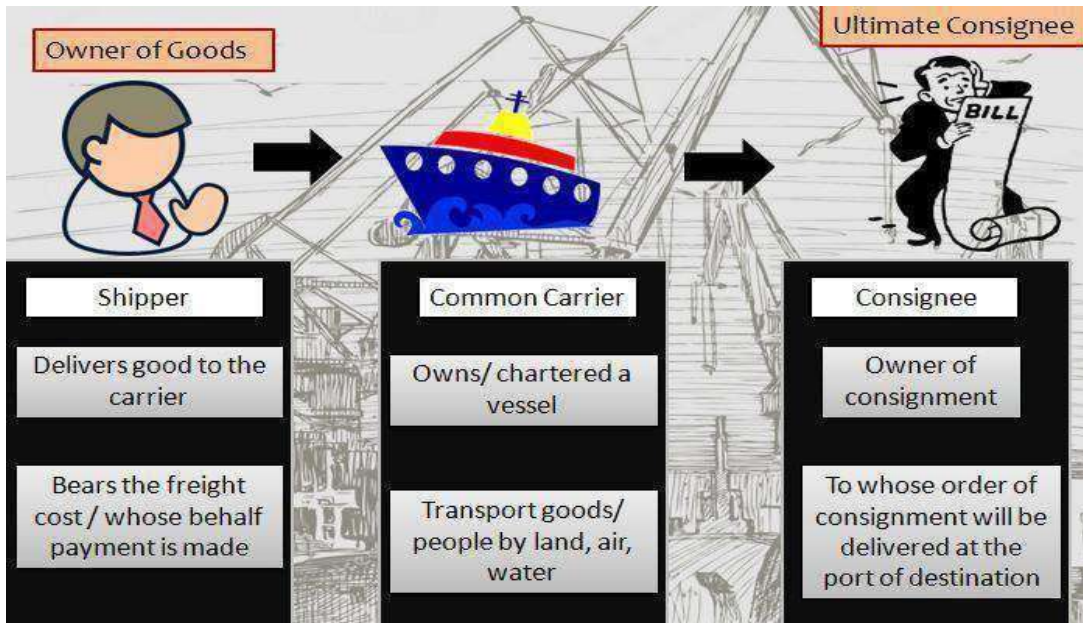 Owner of Goods
Ultimate Consignee
BILL
Shipper
Delivers good to the
carrier
Bears the freight
cost / whose behalf
payment is made
Common Carrier
Owns/ chartered a
vessel
Transport goods/
people by land, air,
water
Consignee
Owner of
consignment
To whose order of
consignment will be
delivered at the
port of destination